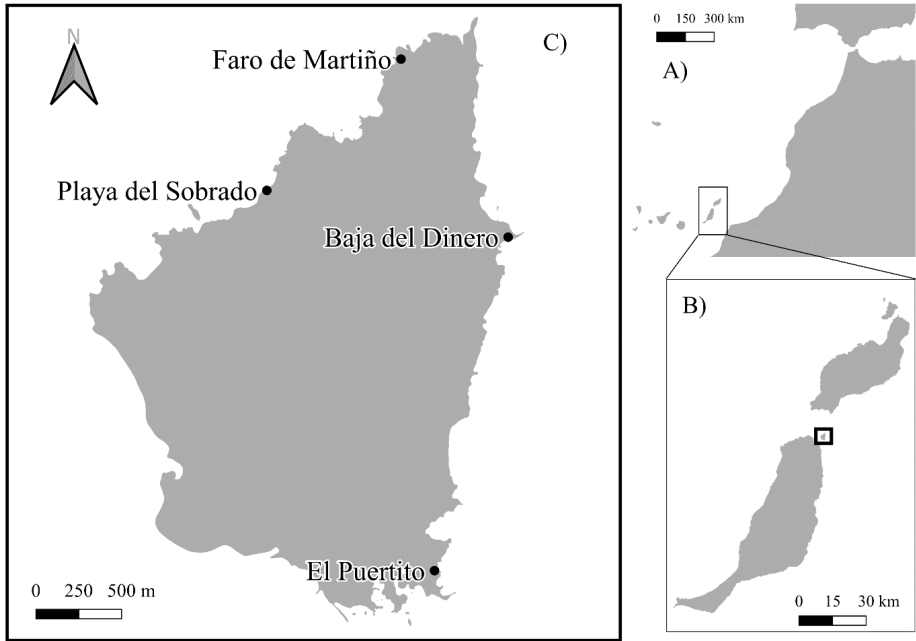 N
C)
Faro de Martiño
Playa del Sobrado
Baja del Dinero
El Puertito
0 250 500 m
0 150 300 km
A)
B)
0 15 30 km